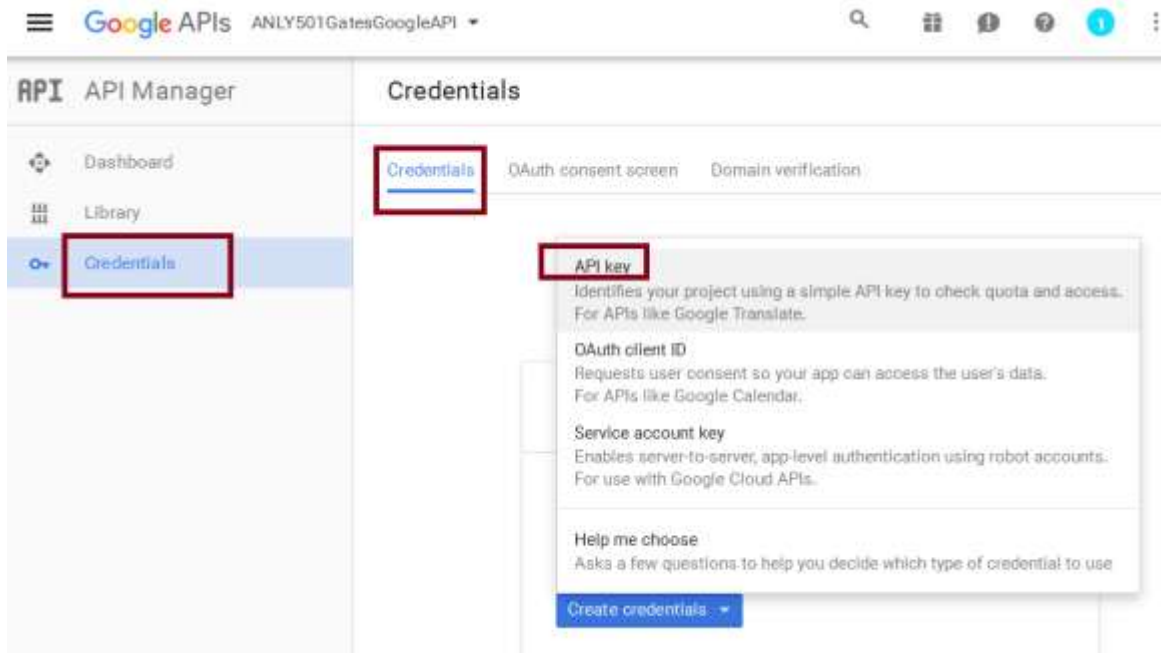 Google APIs ANLY501GatesGoogleAPI
1
API API Manager
Credentials
Dashboard
Library
Credentials
Credentials OAuth consent screen Domain verification
API key
Identifies your project using a simple API key to check quota and access.
For APIs like Google Translate.
OAuth client ID
Requests user consent so your app can access the user's data.
For APIs like Google Calendar.
Service account key
Enables server-to-server, app-level authentication using robot accounts.
For use with Google Cloud APIs.
Help me choose
Asks a few questions to help you decide which type of credential to use
Create credentials